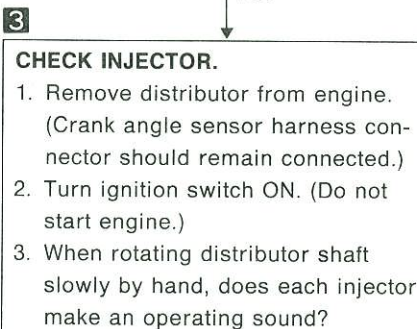 3
CHECK INJECTOR.
1. Remove distributor from engine.
(Crank angle sensor harness con-
nector should remain connected.)
2. Turn ignition switch ON. (Do not
start engine.)
3. When rotating distributor shaft
slowly by hand, does each injector
make an operating sound?